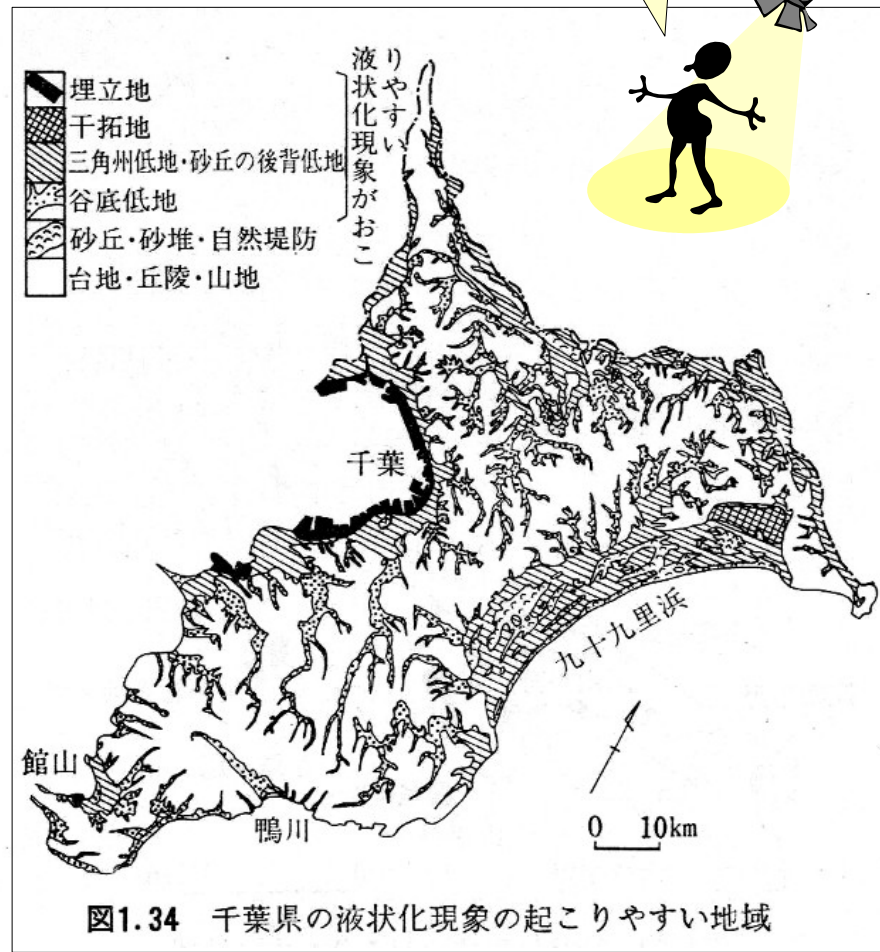 埋立地
干拓地
三角州低地・砂丘の後背低地
谷底低地
砂丘・砂堆・自然堤防
台地・丘陵・山地
液状化現象がおこ
りやすい
千葉
九十九里浜
館山
鴨川
0 10km
図1.34 千葉県の液状化現象の起こりやすい地域